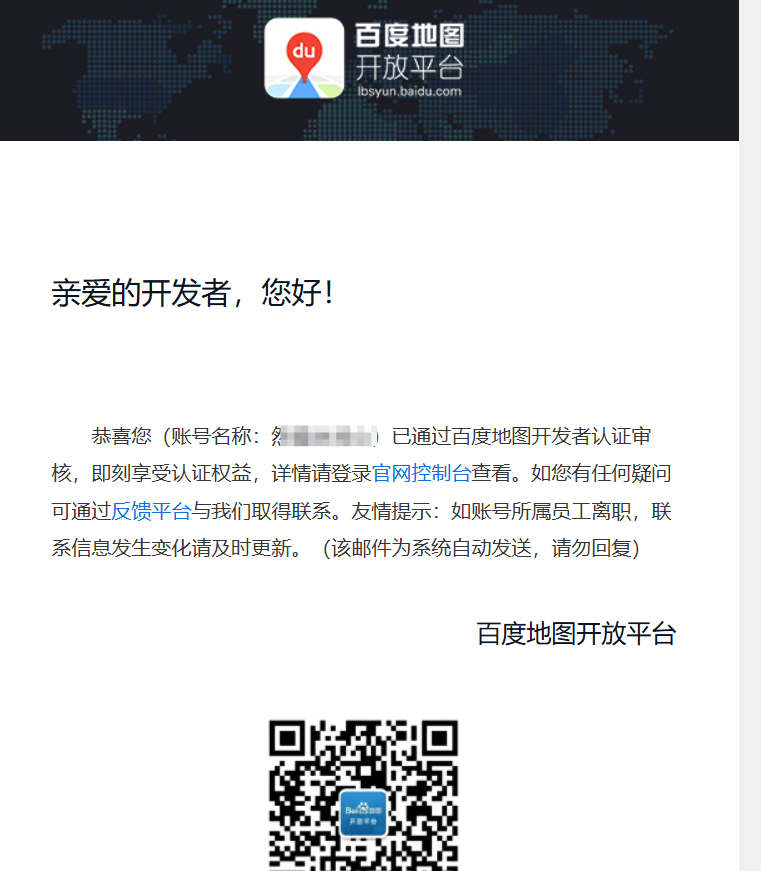 du
百度地图
开放平台
lbsyun.baidu.com
亲爱的开发者，您好！
恭喜您（账号名称：然）已通过百度地图开发者认证审
核，即刻享受认证权益，详情请登录官网控制台查看。如您有任何疑问
可通过反馈平台与我们取得联系。友情提示：如账号所属员工离职，联
系信息发生变化请及时更新。（该邮件为系统自动发送，请勿回复）
百度地图开放平台
Bai百度地图
开放平台